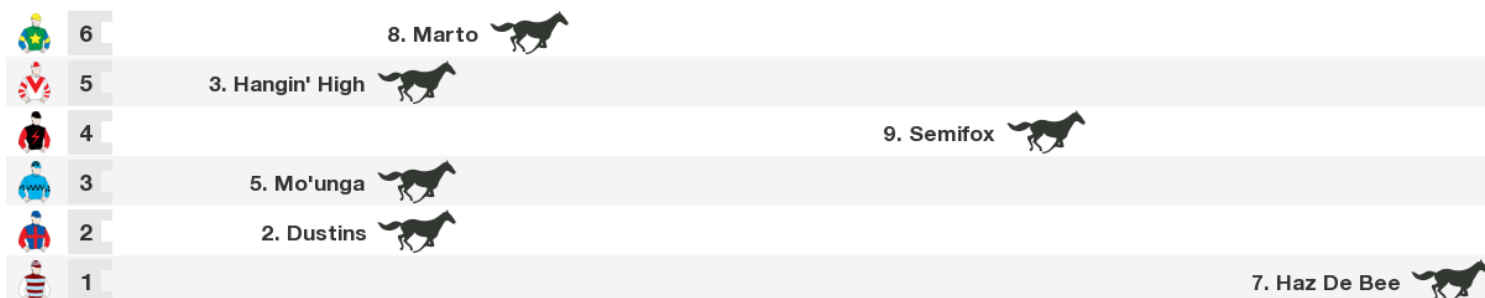 6 8. Marto
5 3. Hangin' High
4 9. Semifox
3 5. Mo'unga
2 2. Dustins
1 7. Haz De Bee